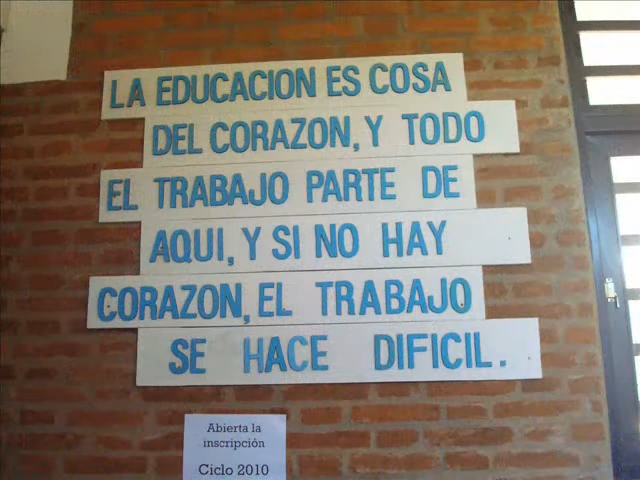 LA EDUCACION ES COSA
DEL CORAZON, Y TODO
EL TRABAJO PARTE DE
AQUI, Y SI NO HAY
CORAZON, EL TRABAJO
SE HACE DIFICIL.
Abierta la
inscripción
Ciclo 2010